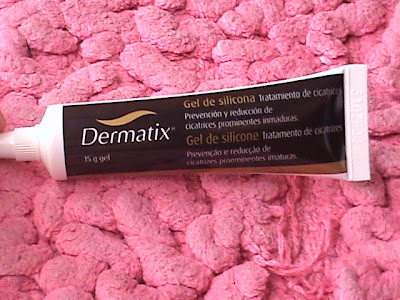 Dermatix®
15 g gel
Gel de silicona Tratamiento de cicatrices
Prevención y reducción de
cicatrices prominentes inmaduras.
Gel de silicone Tratamento de cicatrizes
Prevenção e redução de
cicatrizes proeminentes imaturas.